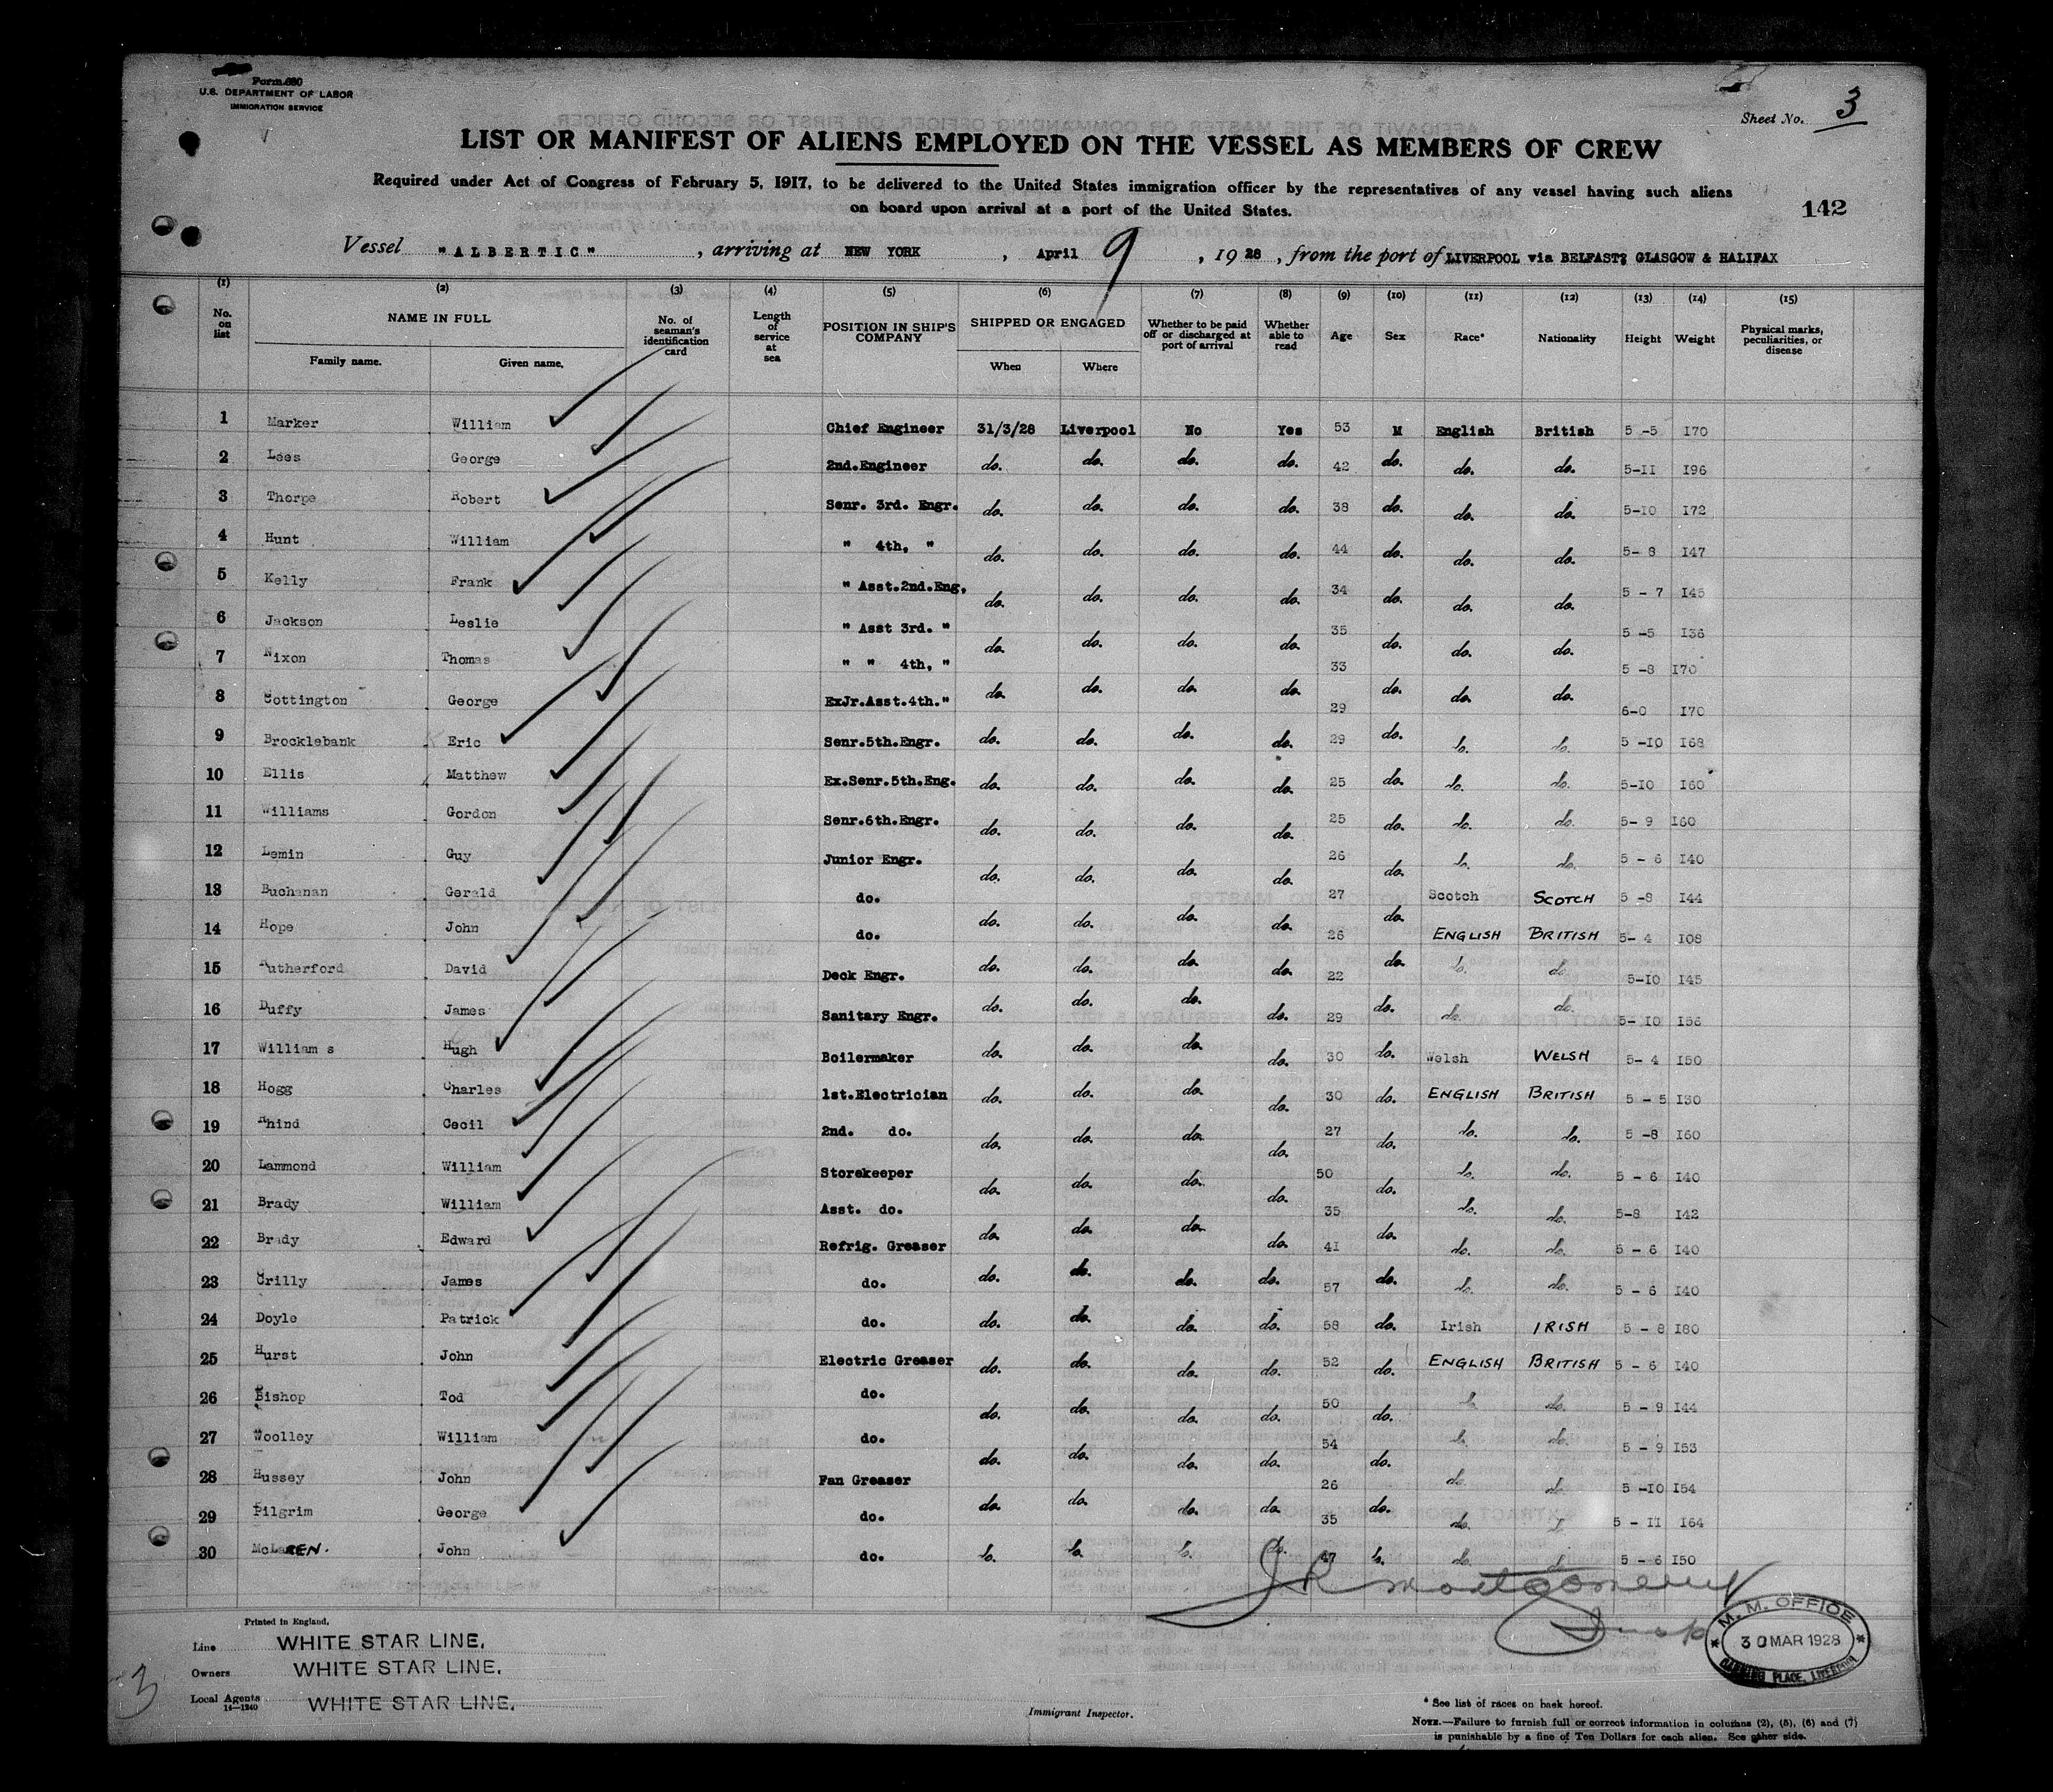 Form 680
U.S. DEPARTMENT OF LABOR
IMMIGRATION SERVICE
Sheet No. 3
LIST OR MANIFEST OF ALIENS EMPLOYED ON THE VESSEL AS MEMBERS OF CREW
Required under Act of Congress of February 5, 1917, to be delivered to the United States immigration officer by the representatives of any vessel having such aliens
on board upon arrival at a port of the United States.
142
Vessel "ALBERTIC" , arriving at NEW YORK , April 9 , 1928 , from the port of LIVERPOOL via BELFAST? GLASGOW & HALIFAX
(1) (2) (3) (4) (5) (6) (7) (8) (9) (10) (11) (12) (13) (14) (15)
No. on list NAME IN FULL Family name. Given name. No. of seaman's identification card Length of service at sea POSITION IN SHIP'S COMPANY SHIPPED OR ENGAGED When Where Whether to be paid off or discharged at port of arrival Whether able to read Age Sex Race* Nationality Height Weight Physical marks, peculiarities, or disease
1 Marker William Chief Engineer 31/3/28 Liverpool No Yes 53 M English British 5 -5 170
2 Lees George 2nd.Engineer do. do. do. do. 42 do. do. do. 5-11 196
3 Thorpe Robert Senr. 3rd. Engr. do. do. do. do. 38 do. do. do. 5-10 172
4 Hunt William " 4th, " do. do. do. do. 44 do. do. do. 5- 8 147
5 Kelly Frank " Asst.2nd.Eng. do. do. do. do. 34 do. do. do. 5 - 7 145
6 Jackson Leslie " Asst 3rd. " do. do. do. do. 35 do. do. do. 5 -5 136
7 Nixon Thomas " " 4th, " do. do. do. do. 33 do. do. do. 5 -8 170
8 Cottington George ExJr.Asst.4th." do. do. do. do. 29 do. do. do. 6-0 170
9 Brocklebank Eric Senr.5th.Engr. do. do. do. do. 29 do. do. do. 5 -10 168
10 Ellis Matthew Ex.Senr.5th.Eng. do. do. do. do. 25 do. do. do. 5-10 160
11 Williams Gordon Senr.6th.Engr. do. do. do. do. 25 do. do. do. 5- 9 160
12 Lemin Guy Junior Engr. do. do. do. do. 26 do. do. do. 5 - 6 140
13 Buchanan Gerald do. do. do. do. do. 27 do. Scotch SCOTCH 5 -8 144
14 Hope John do. do. do. do. do. 26 do. ENGLISH BRITISH 5- 4 108
15 Rutherford David Deck Engr. do. do. do. do. 22 do. do. do. 5-10 145
16 Duffy James Sanitary Engr. do. do. do. do. 29 do. do. do. 5- 10 156
17 William s Hugh Boilermaker do. do. do. do. 30 do. Welsh WELSH 5- 4 150
18 Hogg Charles 1st.Electrician do. do. do. do. 30 do. ENGLISH BRITISH 5 - 5 130
19 Rhind Cecil 2nd. do. do. do. do. do. 27 do. do. do. 5 -8 160
20 Lammond William Storekeeper do. do. do. do. 50 do. do. do. 5 - 6 140
21 Brady William Asst. do. do. do. do. do. 35 do. do. do. 5-8 142
22 Brady Edward Refrig. Greaser do. do. do. do. 41 do. do. do. 5 - 6 140
23 Crilly James do. do. do. do. do. 57 do. do. do. 5 - 6 140
24 Doyle Patrick do. do. do. do. do. 58 do. Irish IRISH 5 - 8 180
25 Hurst John Electric Greaser do. do. do. do. 52 do. ENGLISH BRITISH 5 - 6 140
26 Bishop Tod do. do. do. do. do. 50 do. do. do. 5 - 9 144
27 Woolley William do. do. do. do. do. 54 do. do. do. 5 - 9 153
28 Hussey John Fan Greaser do. do. do. do. 26 do. do. do. 5 -10 154
29 Pilgrim George do. do. do. do. do. 35 do. do. 5 - 11 164
30 McLaREN. John do. do. do. do. do. 47 do. do. 5 - 6 150
J R Montgomery
Printed in England.
Line WHITE STAR LINE.
Owners WHITE STAR LINE.
Local Agents WHITE STAR LINE.
14—1240
3
Immigrant Inspector.
M. M. OFFICE
30 MAR 1928
CANNING PLACE, LIVERPOOL
* See list of races on back hereof.
NOTE.—Failure to furnish full or correct information in columns (2), (5), (6) and (7)
is punishable by a fine of Ten Dollars for each alien. See other side.